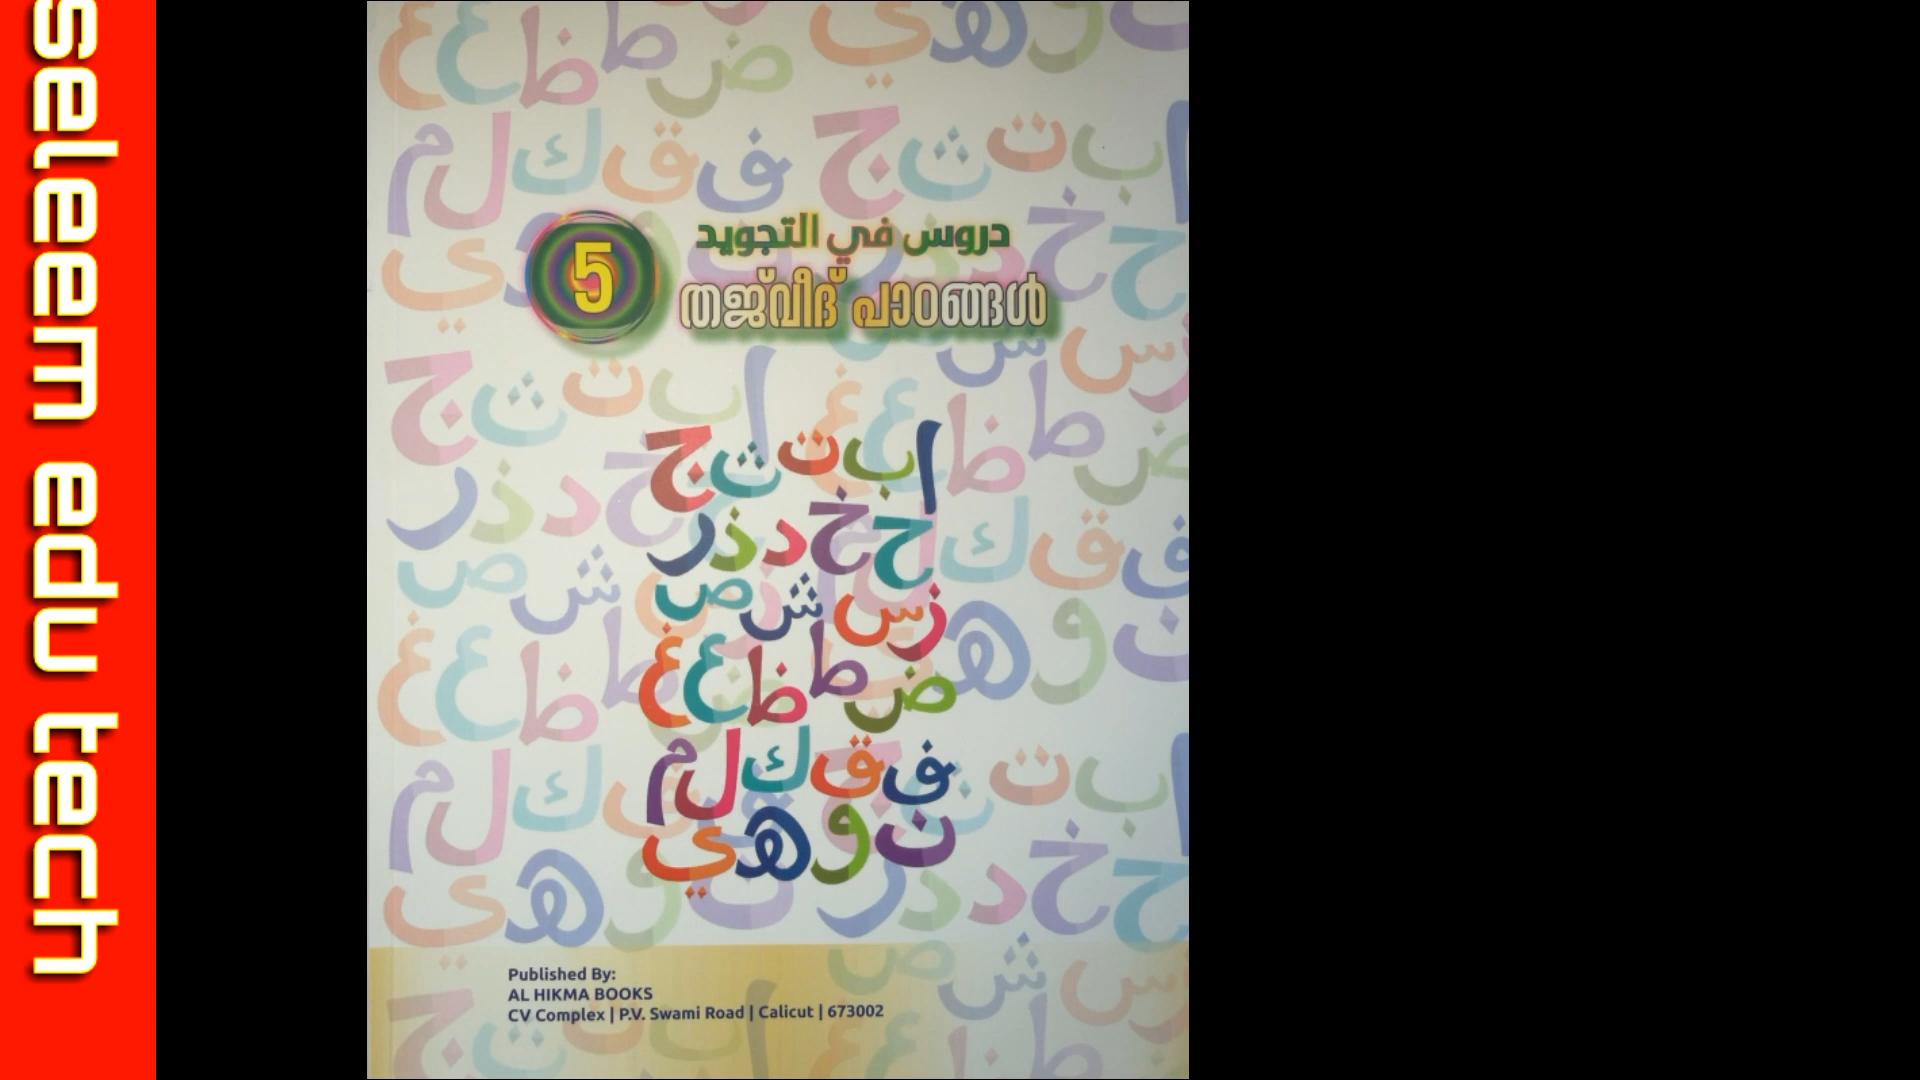 saleem edu tech
5
دروس في التجويد
തജ്‌വീദ് പാഠങ്ങൾ
ا ب ت ث ج
ح خ د ذ ر
ز س ش ص
ض ط ظ ع غ
ف ق ك ل م
ن و ه ي
Published By:
AL HIKMA BOOKS
CV Complex | P.V. Swami Road | Calicut | 673002